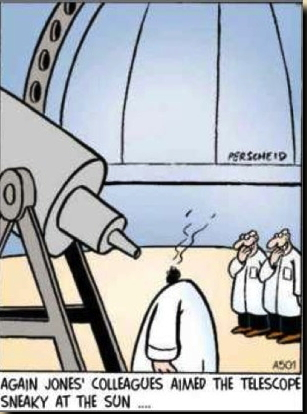 PERSCHEID
A501
AGAIN JONES' COLLEAGUES AIMED THE TELESCOPE
SNEAKY AT THE SUN ....